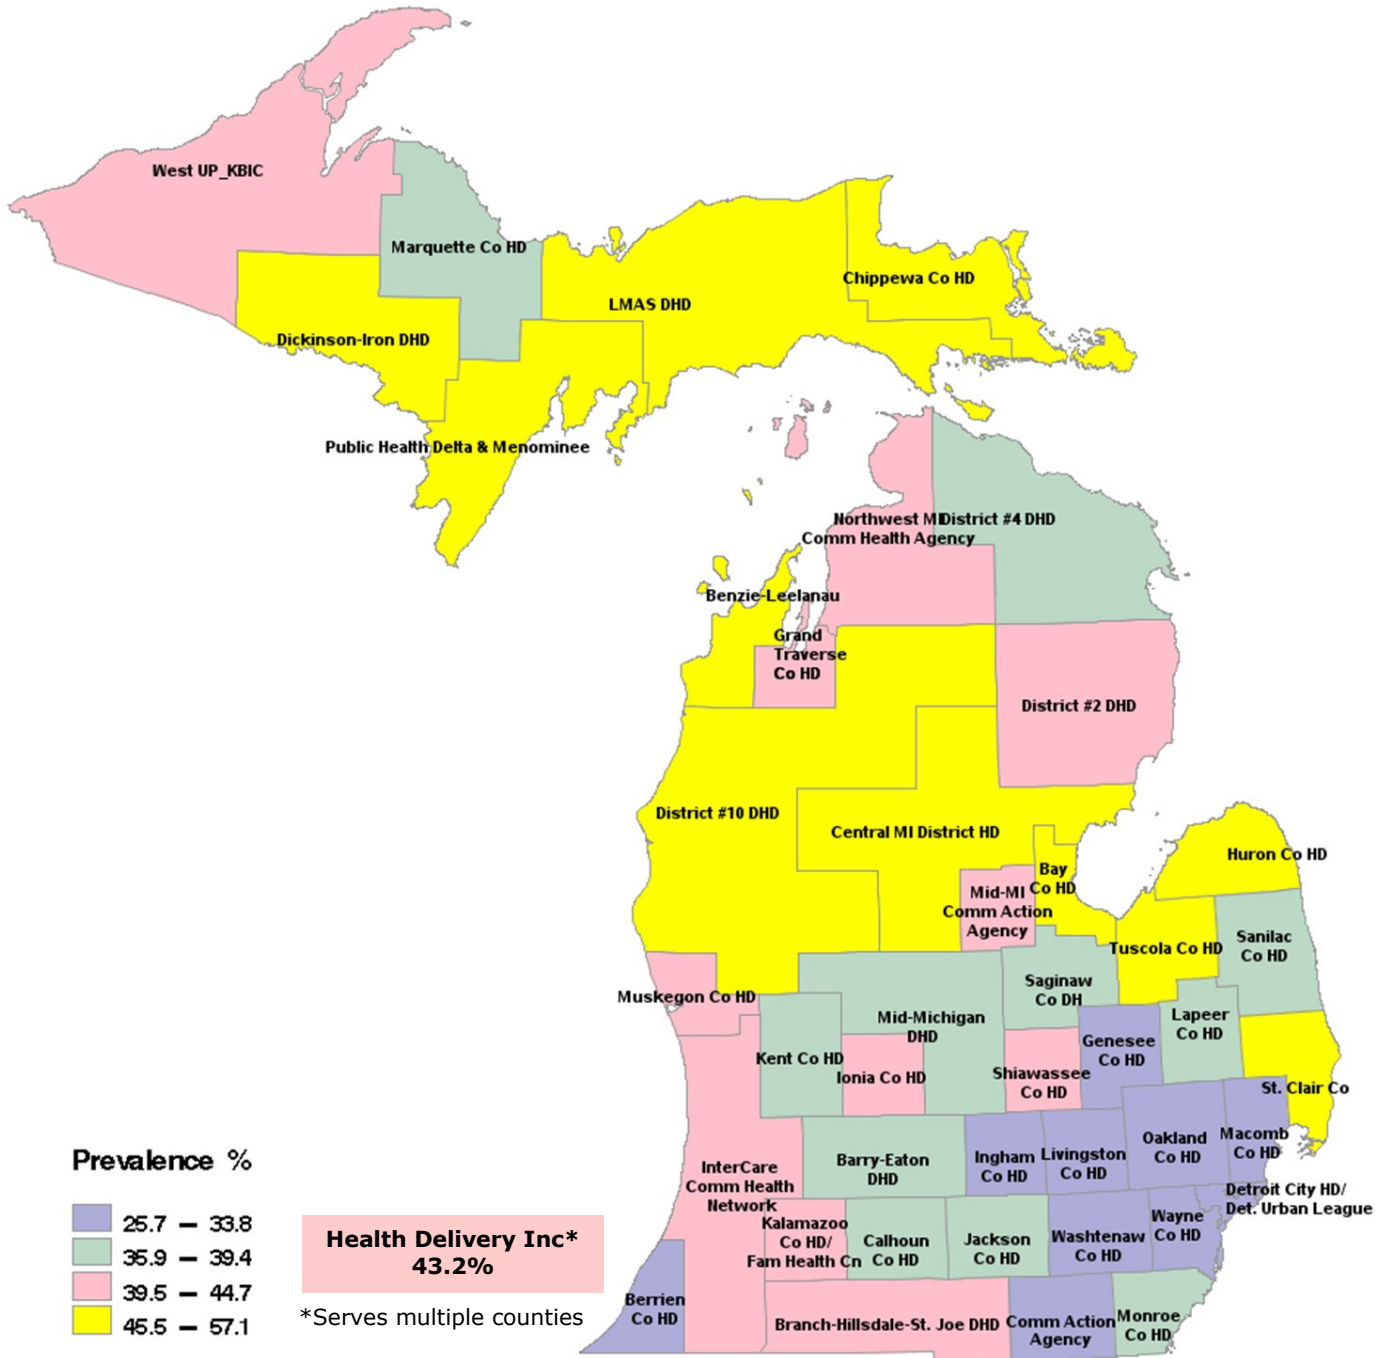 West UP_KBIC
Marquette Co HD
Chippewa Co HD
LMAS DHD
Dickinson-Iron DHD
Public Health Delta & Menominee
Northwest MI
Comm Health Agency
District #4 DHD
Benzie-Leelanau
Grand
Traverse
Co HD
District #2 DHD
District #10 DHD
Central MI District HD
Huron Co HD
Bay
Co HD
Mid-MI
Comm Action
Agency
Tuscola Co HD
Sanilac
Co HD
Saginaw
Co DH
Muskegon Co HD
Mid-Michigan
DHD
Lapeer
Co HD
Genesee
Co HD
Kent Co HD
Ionia Co HD
Shiawassee
Co HD
St. Clair Co
Oakland
Co HD
Macomb
Co HD
Ingham
Co HD
Livingston
Co HD
Barry-Eaton
DHD
InterCare
Comm Health
Network
Detroit City HD/
Det. Urban League
Kalamazoo
Co HD/
Fam Health Cn
Calhoun
Co HD
Jackson
Co HD
Washtenaw
Co HD
Wayne
Co HD
Berrien
Co HD
Branch-Hillsdale-St. Joe DHD
Comm Action
Agency
Monroe
Co HD
Prevalence %
25.7 – 33.8
35.9 – 39.4
39.5 – 44.7
45.5 – 57.1
Health Delivery Inc*
43.2%
*Serves multiple counties